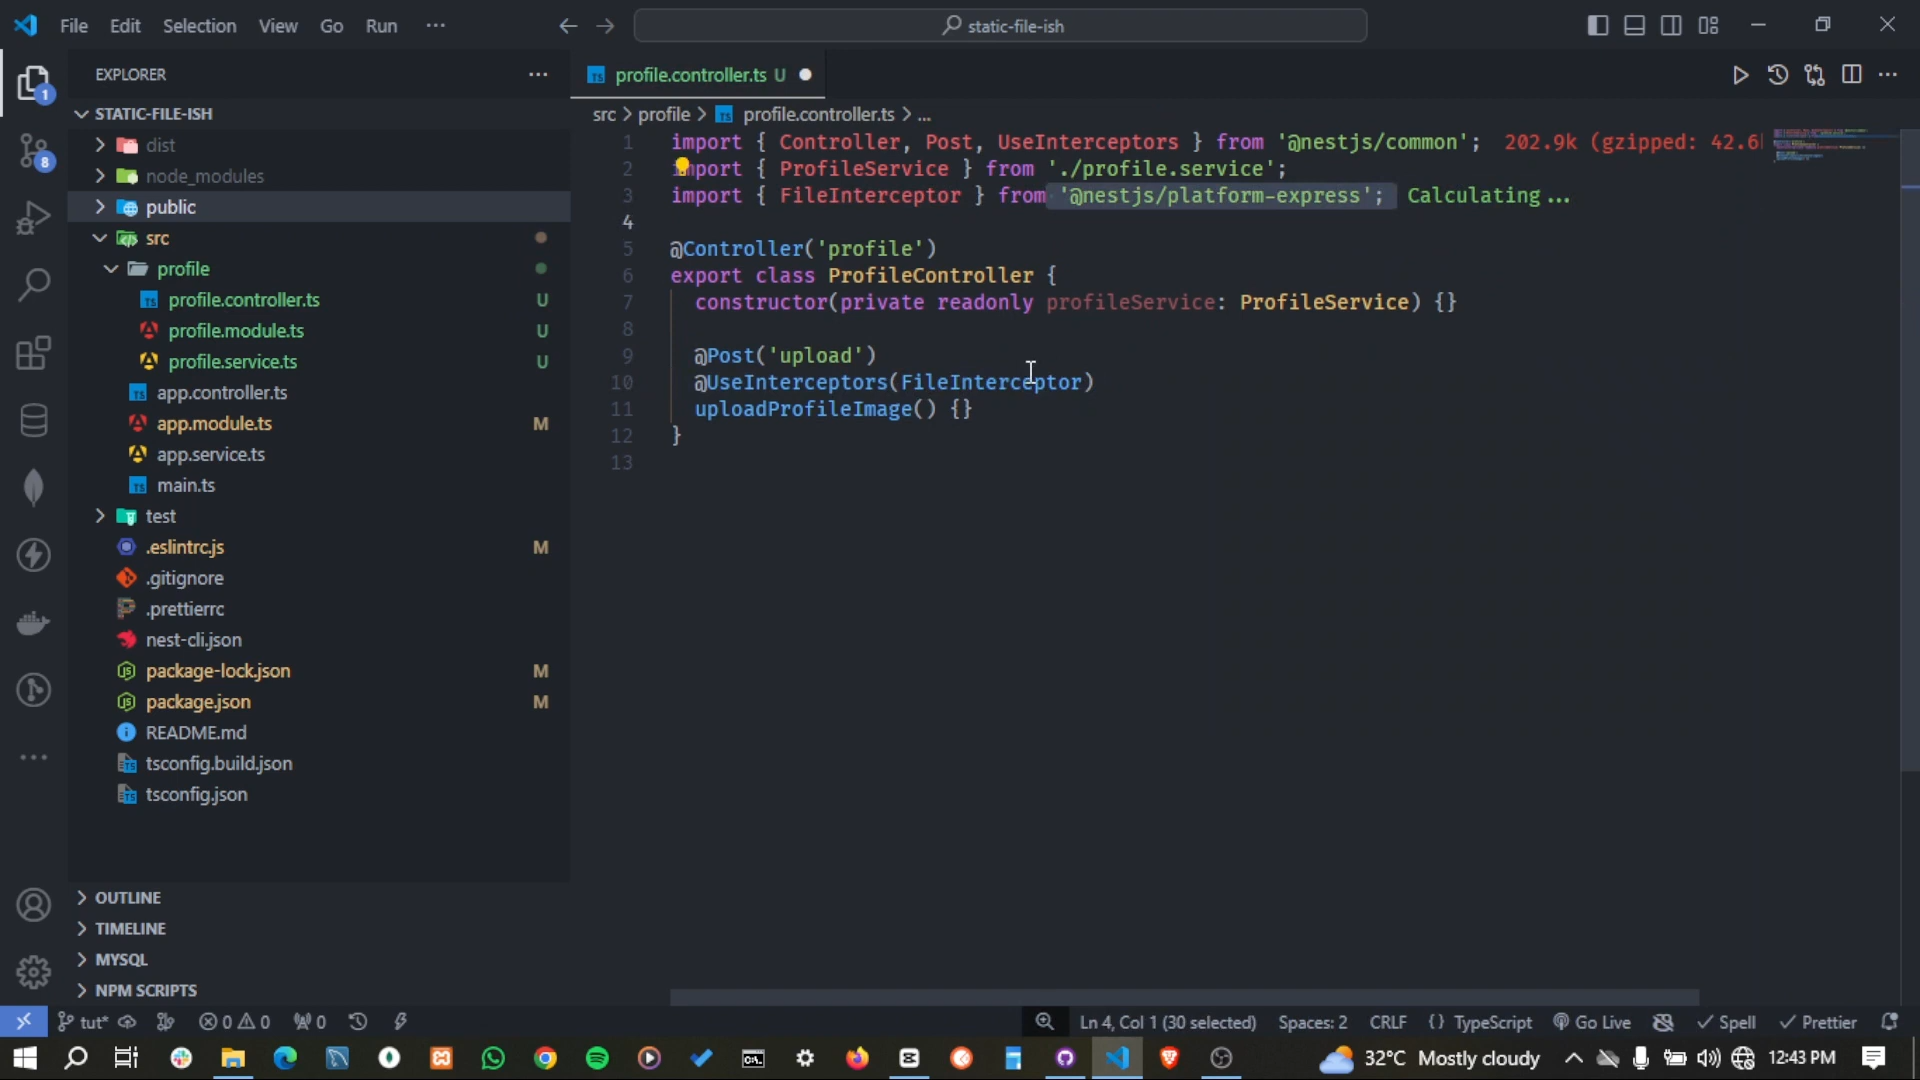 File Edit Selection View Go Run ···
static-file-ish
EXPLORER
STATIC-FILE-ISH
dist
node_modules
public
src
profile
profile.controller.ts U
profile.module.ts U
profile.service.ts U
app.controller.ts
app.module.ts M
app.service.ts
main.ts
test
.eslintrc.js M
.gitignore
.prettierrc
nest-cli.json
package-lock.json M
package.json M
README.md
tsconfig.build.json
tsconfig.json
OUTLINE
TIMELINE
MYSQL
NPM SCRIPTS
1
8
profile.controller.ts U
src > profile > profile.controller.ts > ...
1 import { Controller, Post, UseInterceptors } from '@nestjs/common'; 202.9k (gzipped: 42.6
2 import { ProfileService } from './profile.service';
3 import { FileInterceptor } from '@nestjs/platform-express'; Calculating...
4
5 @Controller('profile')
6 export class ProfileController {
7 constructor(private readonly profileService: ProfileService) {}
8
9 @Post('upload')
10 @UseInterceptors(FileInterceptor)
11 uploadProfileImage() {}
12 }
13
tut* 0 0 0 Ln 4, Col 1 (30 selected) Spaces: 2 CRLF {} TypeScript Go Live Spell Prettier
32°C Mostly cloudy 12:43 PM